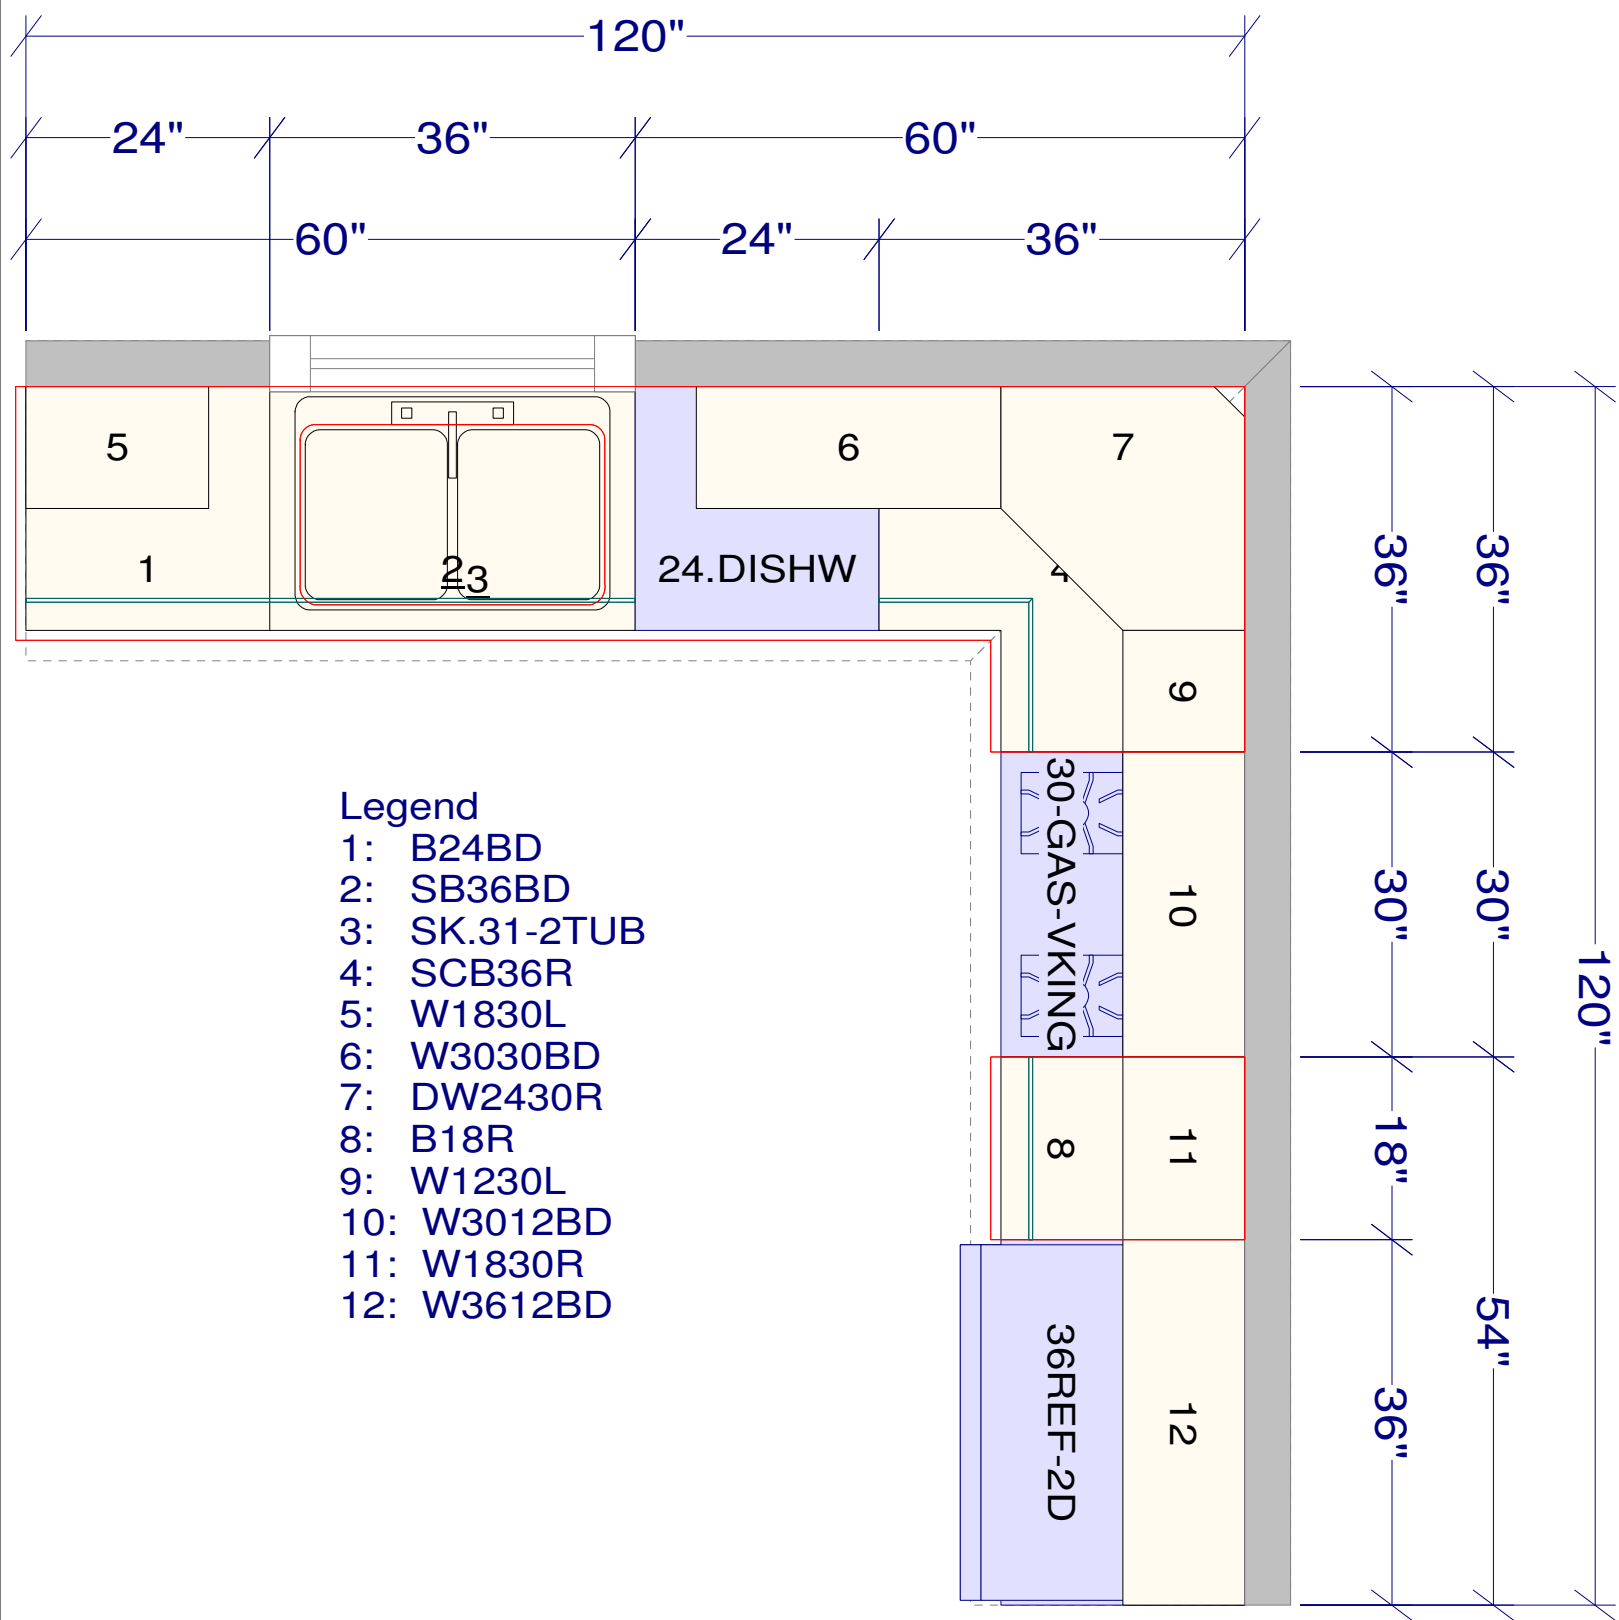 120"
24" 36" 60"
60" 24" 36"
5 6 7
1 2 3 24.DISHW 4
9
30-GAS-VKING 10
8 11
36REF-2D 12
36" 36"
30" 30"
120"
18"
54"
36"
Legend
1: B24BD
2: SB36BD
3: SK.31-2TUB
4: SCB36R
5: W1830L
6: W3030BD
7: DW2430R
8: B18R
9: W1230L
10: W3012BD
11: W1830R
12: W3612BD